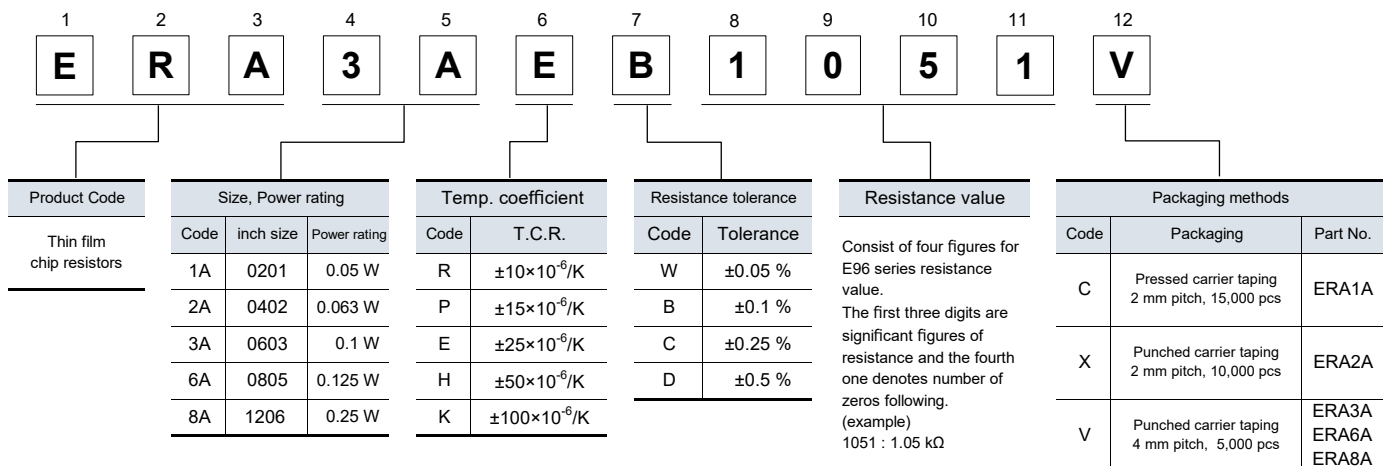 1 2 3 4 5 6 7 8 9 10 11 12
E R A 3 A E B 1 0 5 1 V
Product Code
Thin film
chip resistors
Size, Power rating
Code inch size Power rating
1A 0201 0.05 W
2A 0402 0.063 W
3A 0603 0.1 W
6A 0805 0.125 W
8A 1206 0.25 W
Temp. coefficient
Code T.C.R.
R ±10×10⁻⁶/K
P ±15×10⁻⁶/K
E ±25×10⁻⁶/K
H ±50×10⁻⁶/K
K ±100×10⁻⁶/K
Resistance tolerance
Code Tolerance
W ±0.05 %
B ±0.1 %
C ±0.25 %
D ±0.5 %
Resistance value
Consist of four figures for
E96 series resistance
value.
The first three digits are
significant figures of
resistance and the fourth
one denotes number of
zeros following.
(example)
1051 : 1.05 kΩ
Packaging methods
Code Packaging Part No.
C Pressed carrier taping
2 mm pitch, 15,000 pcs ERA1A
X Punched carrier taping
2 mm pitch, 10,000 pcs ERA2A
V Punched carrier taping
4 mm pitch, 5,000 pcs
ERA3A
ERA6A
ERA8A